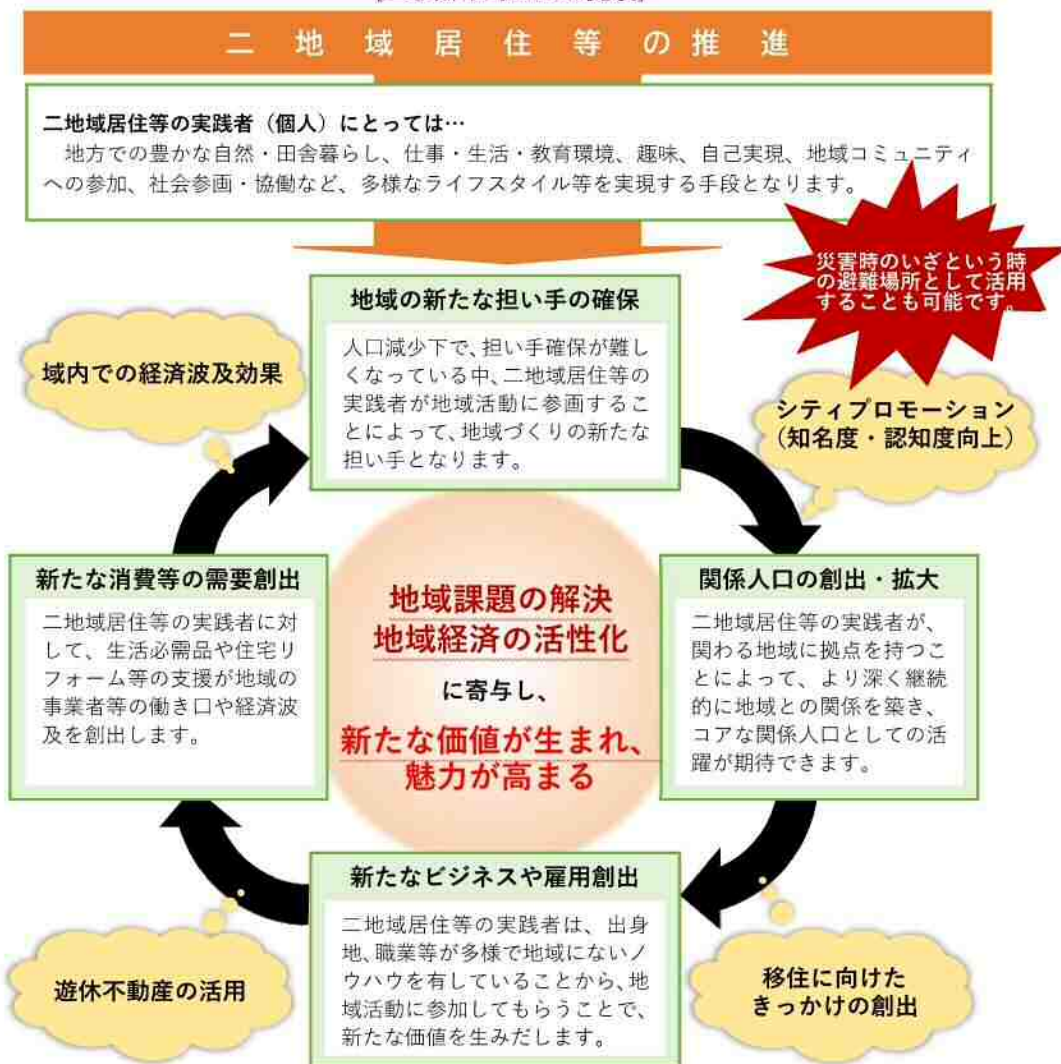 二地域居住等の推進
二地域居住等の実践者（個人）にとっては…
地方での豊かな自然・田舎暮らし、仕事・生活・教育環境、趣味、自己実現、地域コミュニティ
への参加、社会参画・協働など、多様なライフスタイル等を実現する手段となります。
災害時のいざという時
の避難場所として活用
することも可能です。
地域の新たな担い手の確保
人口減少下で、担い手確保が難し
くなっている中、二地域居住等の
実践者が地域活動に参画するこ
とによって、地域づくりの新たな
担い手となります。
域内での経済波及効果
シティプロモーション
（知名度・認知度向上）
新たな消費等の需要創出
二地域居住等の実践者に対
して、生活必需品や住宅リ
フォーム等の支援が地域の
事業者等の働き口や経済波
及を創出します。
地域課題の解決
地域経済の活性化
に寄与し、
新たな価値が生まれ、
魅力が高まる
関係人口の創出・拡大
二地域居住等の実践者が、
関わる地域に拠点を持つこ
とによって、より深く継続
的に地域との関係を築き、
コアな関係人口としての活
躍が期待できます。
新たなビジネスや雇用創出
二地域居住等の実践者は、出身
地、職業等が多様で地域にないノ
ウハウを有していることから、地
域活動に参加してもらうことで、
新たな価値を生みだします。
遊休不動産の活用
移住に向けた
きっかけの創出